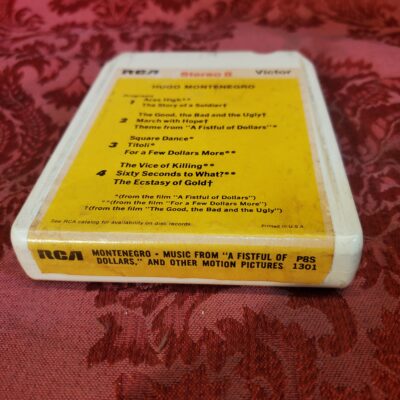 RCA Stereo 8 Victor
HUGO MONTENEGRO
Programs
1 Aces High**
The Story of a Soldier†
The Good, the Bad and the Ugly†
2 March with Hope†
Theme from "A Fistful of Dollars"*
Square Dance*
3 Titoli*
For a Few Dollars More**
The Vice of Killing**
4 Sixty Seconds to What?**
The Ecstasy of Gold†
*(from the film "A Fistful of Dollars")
**(from the film "For a Few Dollars More")
†(from the film "The Good, the Bad and the Ugly")
See RCA catalog for availability on disc records. Printed in U.S.A.
RCA MONTENEGRO • MUSIC FROM "A FISTFUL OF P8S
DOLLARS," AND OTHER MOTION PICTURES 1301